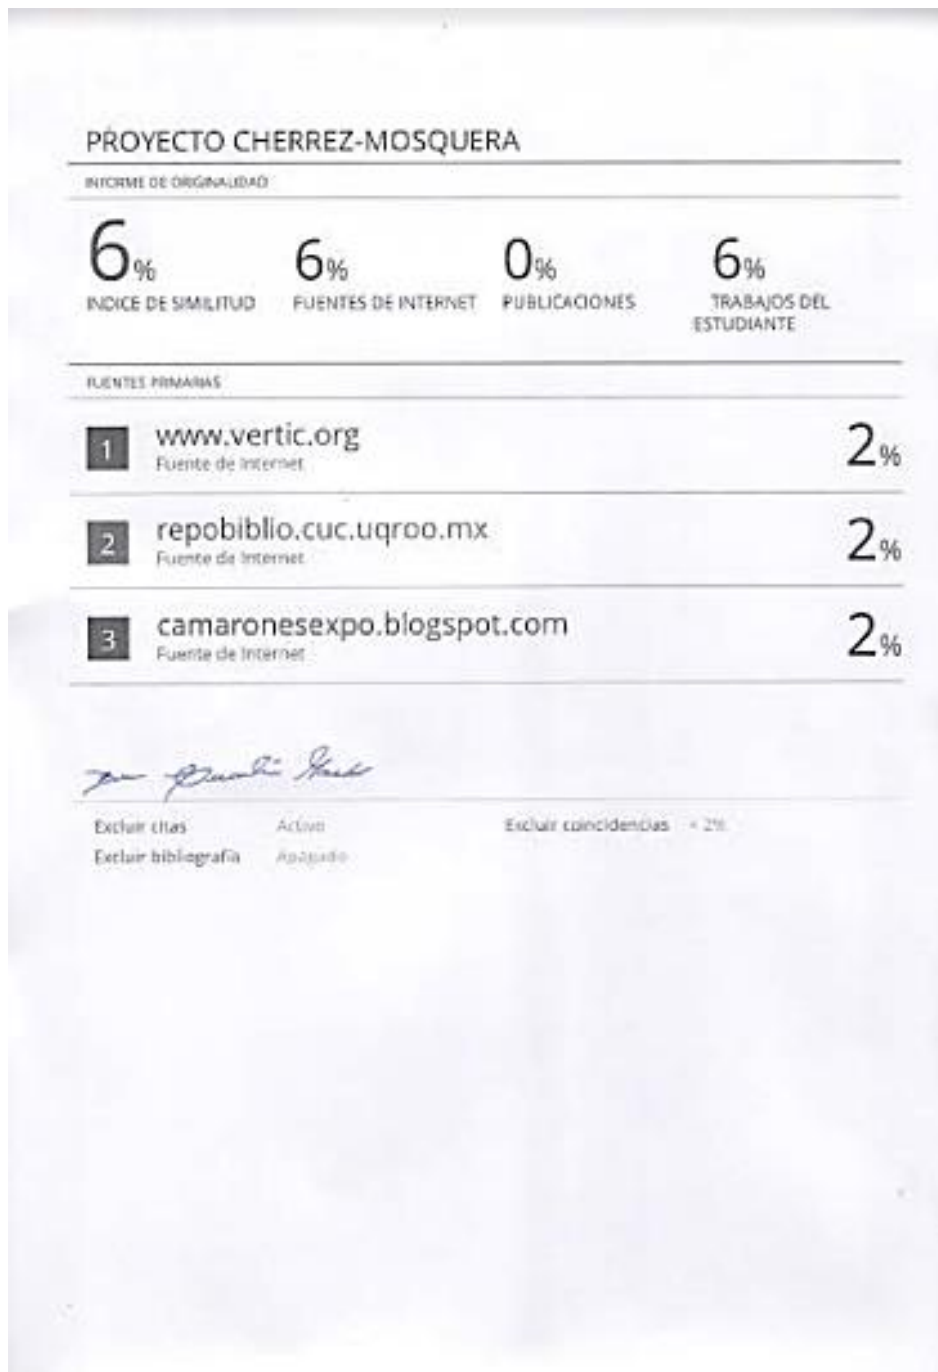 PROYECTO CHERREZ-MOSQUERA
INFORME DE ORIGINALIDAD
6% 6% 0% 6%
INDICE DE SIMILITUD FUENTES DE INTERNET PUBLICACIONES TRABAJOS DEL
ESTUDIANTE
FUENTES PRIMARIAS
1 www.vertic.org 2%
Fuente de Internet
2 repobiblio.cuc.uqroo.mx 2%
Fuente de Internet
3 camaronesexpo.blogspot.com 2%
Fuente de Internet
Excluir citas Activo Excluir coincidencias < 2%
Excluir bibliografía Apagado